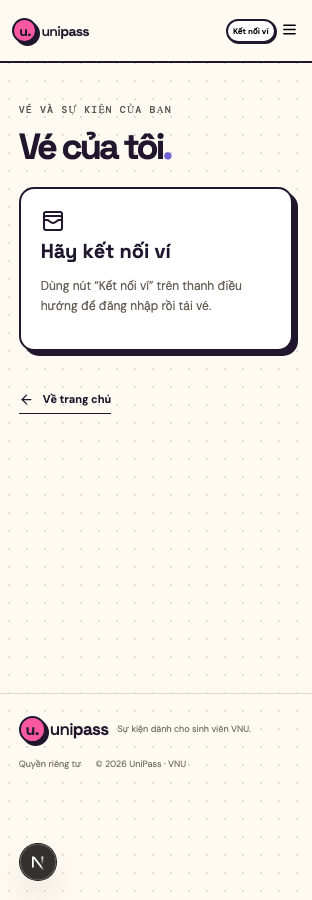 u. unipass
Kết nối ví
VÉ VÀ SỰ KIỆN CỦA BẠN
Vé của tôi.
Hãy kết nối ví
Dùng nút “Kết nối ví” trên thanh điều
hướng để đăng nhập rồi tải vé.
← Về trang chủ
u. unipass Sự kiện dành cho sinh viên VNU.
Quyền riêng tư © 2026 UniPass · VNU
N